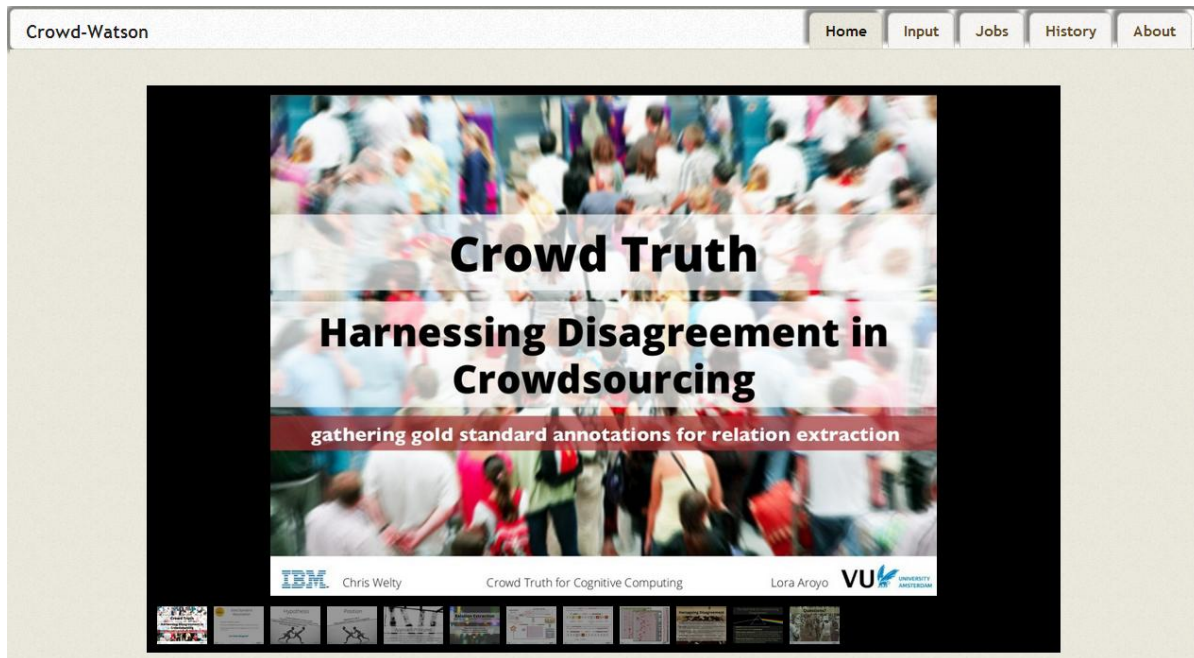 Crowd-Watson
Home
Input
Jobs
History
About
Crowd Truth
Harnessing Disagreement in
Crowdsourcing
gathering gold standard annotations for relation extraction
IBM.
Chris Welty
Crowd Truth for Cognitive Computing
Lora Aroyo
VU
UNIVERSITY
AMSTERDAM